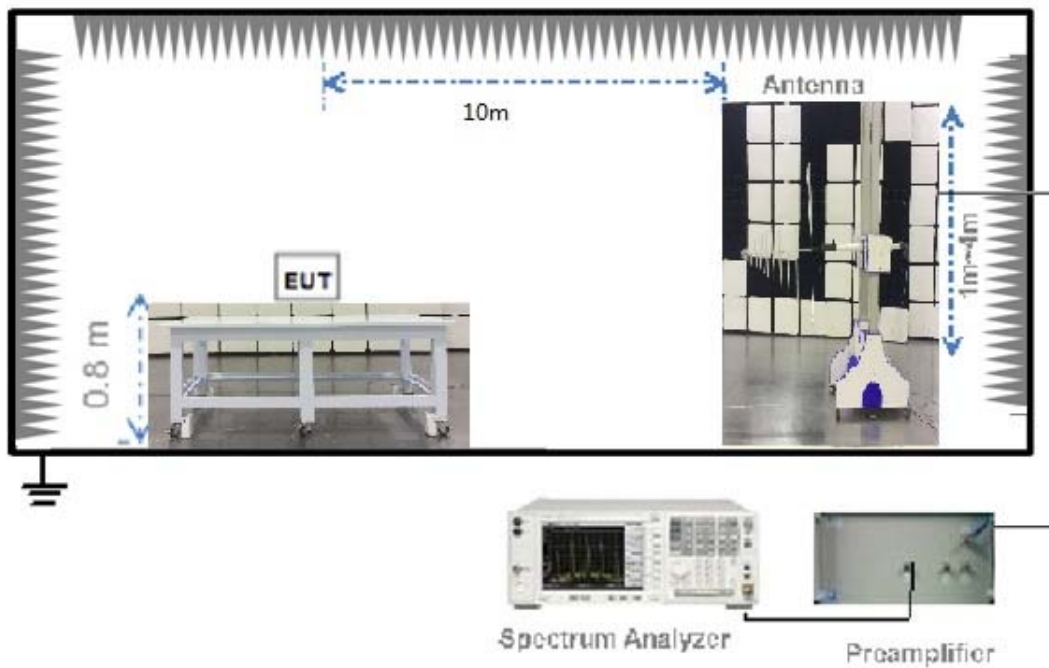 Antenna
10m
1m~4m
EUT
0.8 m
Spectrum Analyzer
Preamplifier